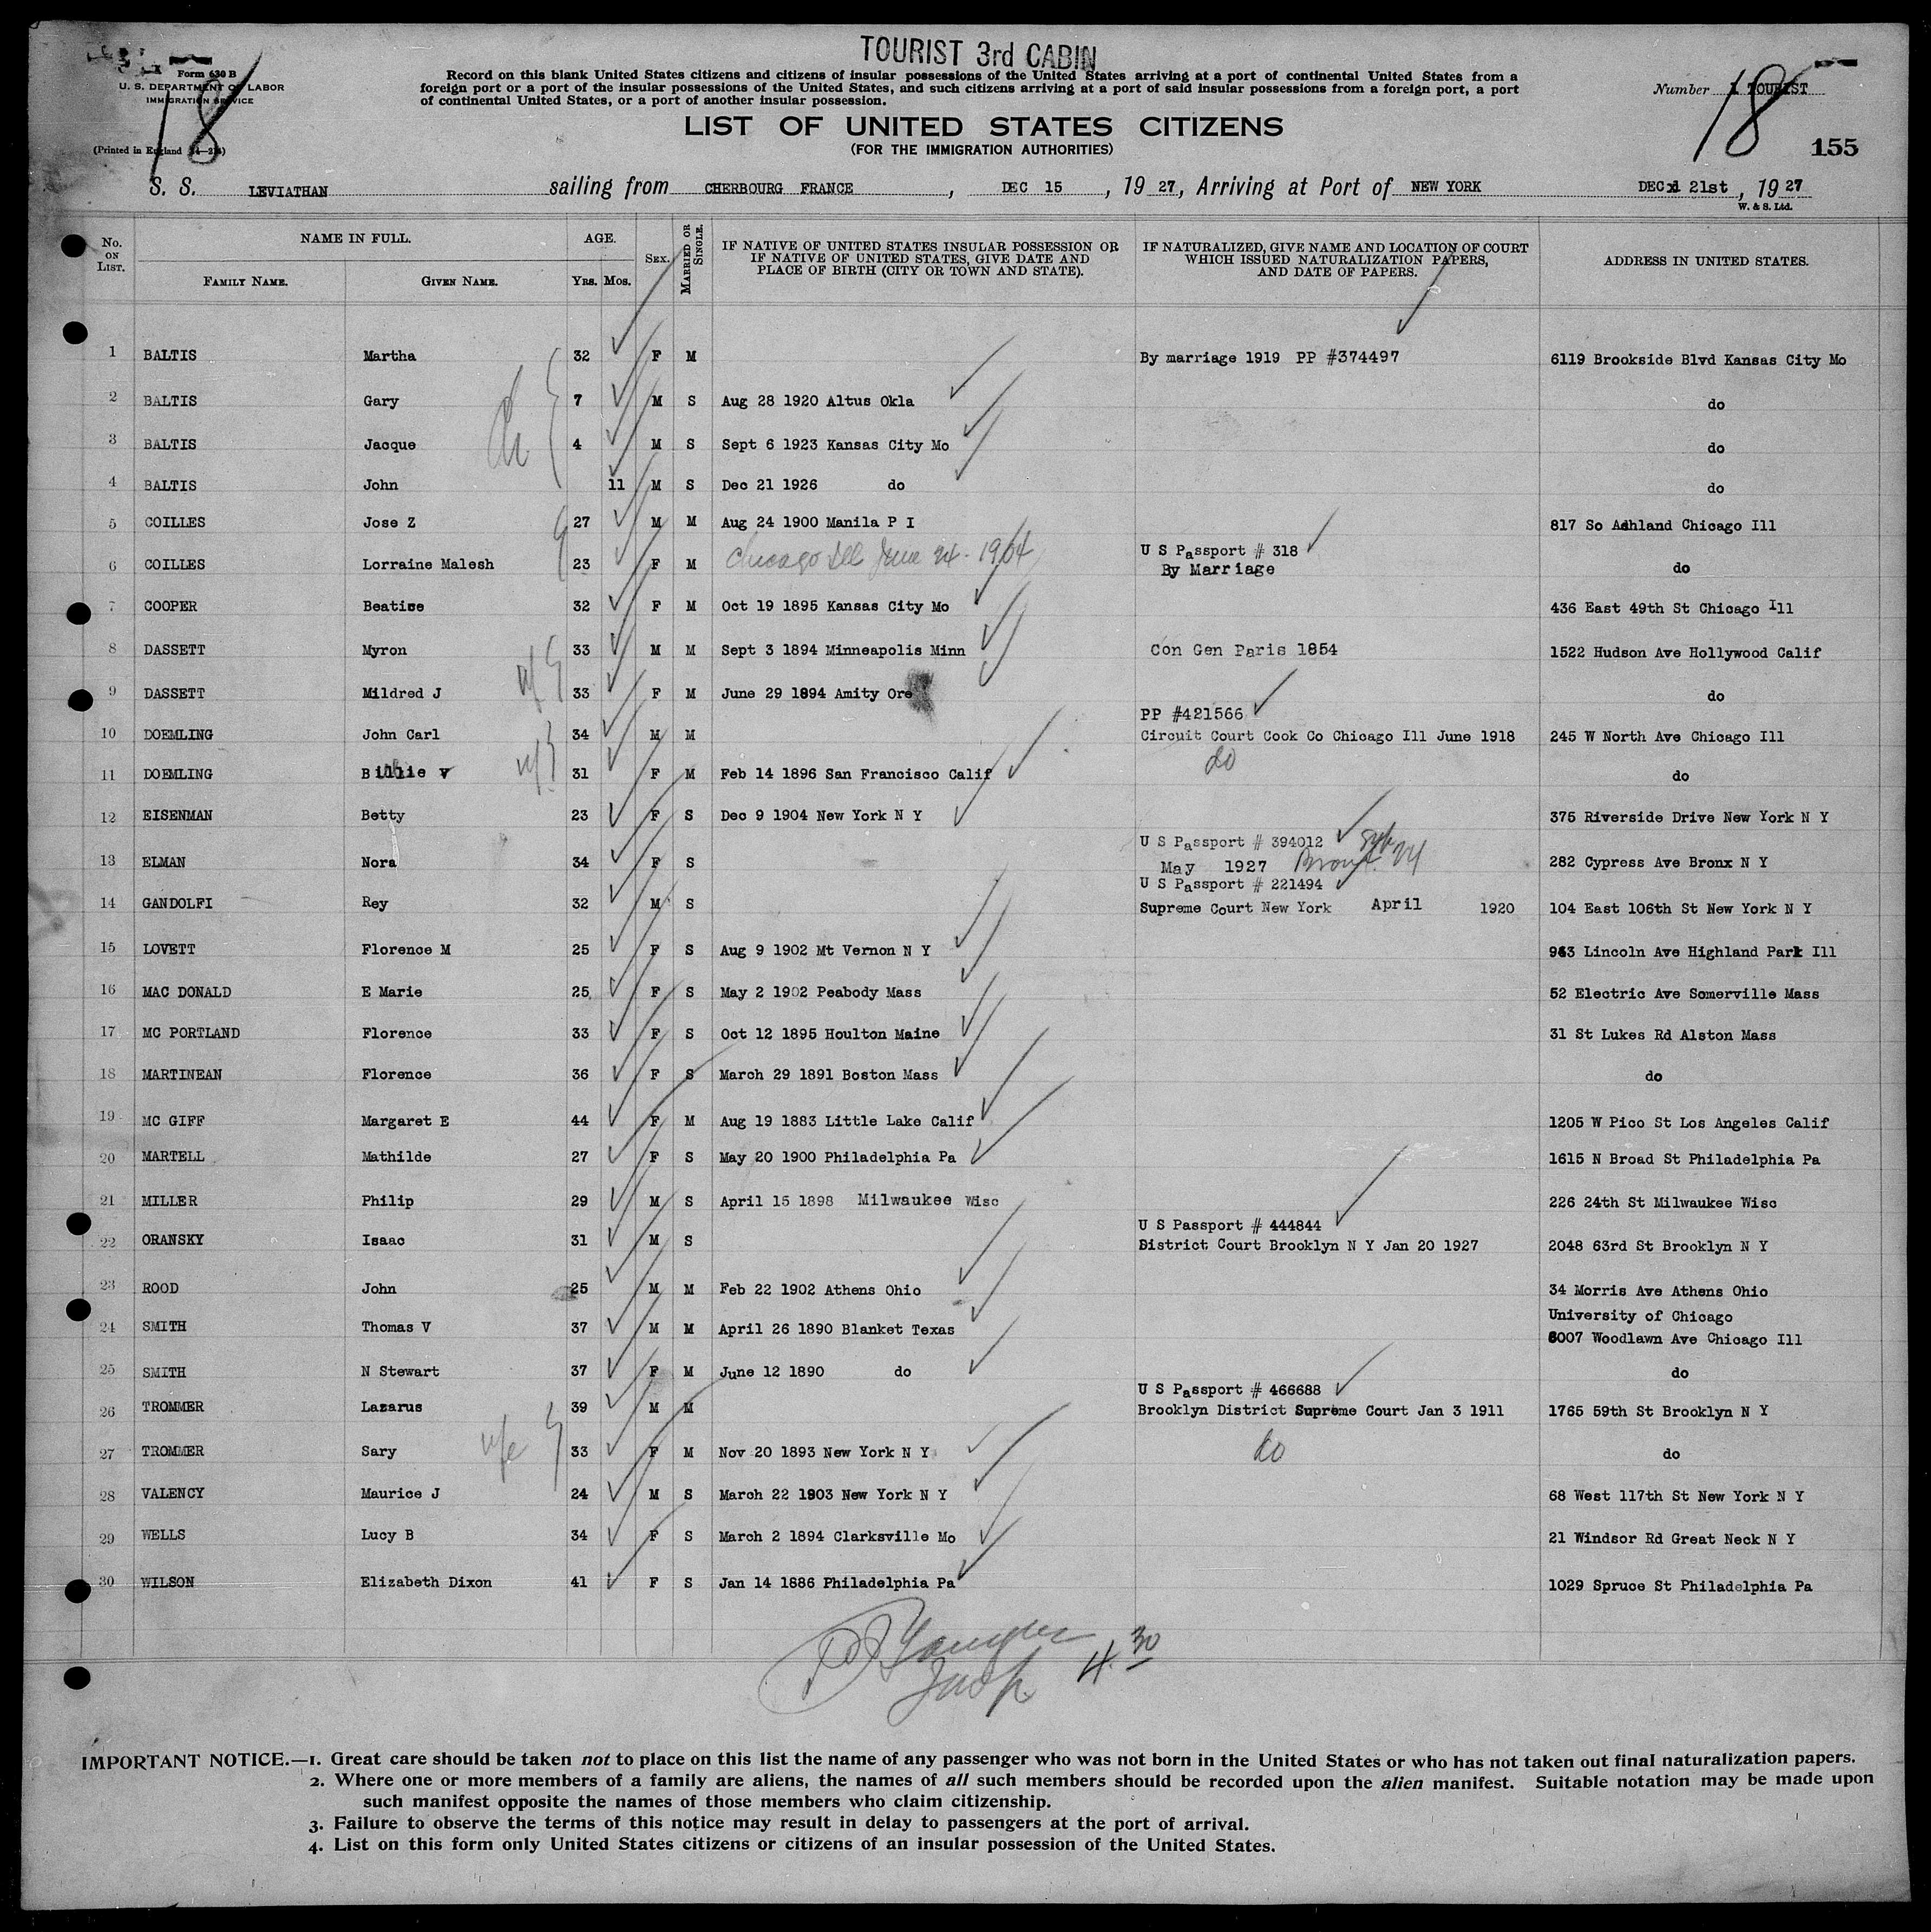 TOURIST 3rd CABIN
Form 630 B
U. S. DEPARTMENT OF LABOR
IMMIGRATION SERVICE
(Printed in England
18
Record on this blank United States citizens and citizens of insular possessions of the United States arriving at a port of continental United States from a
foreign port or a port of the insular possessions of the United States, and such citizens arriving at a port of said insular possessions from a foreign port, a port
of continental United States, or a port of another insular possession.
Number 1 TOURIST
18
155
LIST OF UNITED STATES CITIZENS
(FOR THE IMMIGRATION AUTHORITIES)
S. S. LEVIATHAN sailing from CHERBOURG FRANCE, DEC 15, 19 27, Arriving at Port of NEW YORK DEC 21st, 19 27
W. & S. Ltd.
No. ON LIST. NAME IN FULL. FAMILY NAME. GIVEN NAME. AGE. YRS. MOS. SEX. MARRIED OR SINGLE. IF NATIVE OF UNITED STATES INSULAR POSSESSION OR IF NATIVE OF UNITED STATES, GIVE DATE AND PLACE OF BIRTH (CITY OR TOWN AND STATE). IF NATURALIZED, GIVE NAME AND LOCATION OF COURT WHICH ISSUED NATURALIZATION PAPERS, AND DATE OF PAPERS. ADDRESS IN UNITED STATES.
1 BALTIS Martha 32 F M By marriage 1919 PP #374497 6119 Brookside Blvd Kansas City Mo
2 BALTIS Gary 7 M S Aug 28 1920 Altus Okla do
3 BALTIS Jacque 4 M S Sept 6 1923 Kansas City Mo do
4 BALTIS John 11 M S Dec 21 1926 do do
5 COILLES Jose Z 27 M M Aug 24 1900 Manila P I 817 So Ashland Chicago Ill
U S Passport # 318
6 COILLES Lorraine Malesh 23 F M Chicago Ill June 24 - 1904 By Marriage do
7 COOPER Beatice 32 F M Oct 19 1895 Kansas City Mo 436 East 49th St Chicago Ill
8 DASSETT Myron 33 M M Sept 3 1894 Minneapolis Minn Con Gen Paris 1854 1522 Hudson Ave Hollywood Calif
9 DASSETT Mildred J 33 F M June 29 1894 Amity Ore do
PP #421566
10 DOEMLING John Carl 34 M M Circuit Court Cook Co Chicago Ill June 1918 245 W North Ave Chicago Ill
11 DOEMLING Billie V 31 F M Feb 14 1896 San Francisco Calif do do
12 EISENMAN Betty 23 F S Dec 9 1904 New York N Y 375 Riverside Drive New York N Y
U S Passport # 394012
13 ELMAN Nora 34 F S May 1927 Bronx 282 Cypress Ave Bronx N Y
U S Passport # 221494
14 GANDOLFI Rey 32 M S Supreme Court New York April 1920 104 East 106th St New York N Y
15 LOVETT Florence M 25 F S Aug 9 1902 Mt Vernon N Y 943 Lincoln Ave Highland Park Ill
16 MAC DONALD E Marie 25 F S May 2 1902 Peabody Mass 52 Electric Ave Somerville Mass
17 MC PORTLAND Florence 33 F S Oct 12 1895 Houlton Maine 31 St Lukes Rd Alston Mass
18 MARTINEAN Florence 36 F S March 29 1891 Boston Mass do
19 MC GIFF Margaret E 44 F M Aug 19 1883 Little Lake Calif 1205 W Pico St Los Angeles Calif
20 MARTELL Mathilde 27 F S May 20 1900 Philadelphia Pa 1615 N Broad St Philadelphia Pa
21 MILLER Philip 29 M S April 15 1898 Milwaukee Wisc 226 24th St Milwaukee Wisc
U S Passport # 444844
22 ORANSKY Isaac 31 M S District Court Brooklyn N Y Jan 20 1927 2048 63rd St Brooklyn N Y
23 ROOD John 25 M M Feb 22 1902 Athens Ohio 34 Morris Ave Athens Ohio
University of Chicago
24 SMITH Thomas V 37 M M April 26 1890 Blanket Texas 6007 Woodlawn Ave Chicago Ill
25 SMITH N Stewart 37 F M June 12 1890 do do
U S Passport # 466688
26 TROMMER Lazarus 39 M M Brooklyn District Supreme Court Jan 3 1911 1765 59th St Brooklyn N Y
27 TROMMER Sary 33 F M Nov 20 1893 New York N Y do do
28 VALENCY Maurice J 24 M S March 22 1903 New York N Y 68 West 117th St New York N Y
29 WELLS Lucy B 34 F S March 2 1894 Clarksville Mo 21 Windsor Rd Great Neck N Y
30 WILSON Elizabeth Dixon 41 F S Jan 14 1886 Philadelphia Pa 1029 Spruce St Philadelphia Pa
4.30
IMPORTANT NOTICE.—1. Great care should be taken not to place on this list the name of any passenger who was not born in the United States or who has not taken out final naturalization papers.
2. Where one or more members of a family are aliens, the names of all such members should be recorded upon the alien manifest. Suitable notation may be made upon
such manifest opposite the names of those members who claim citizenship.
3. Failure to observe the terms of this notice may result in delay to passengers at the port of arrival.
4. List on this form only United States citizens or citizens of an insular possession of the United States.